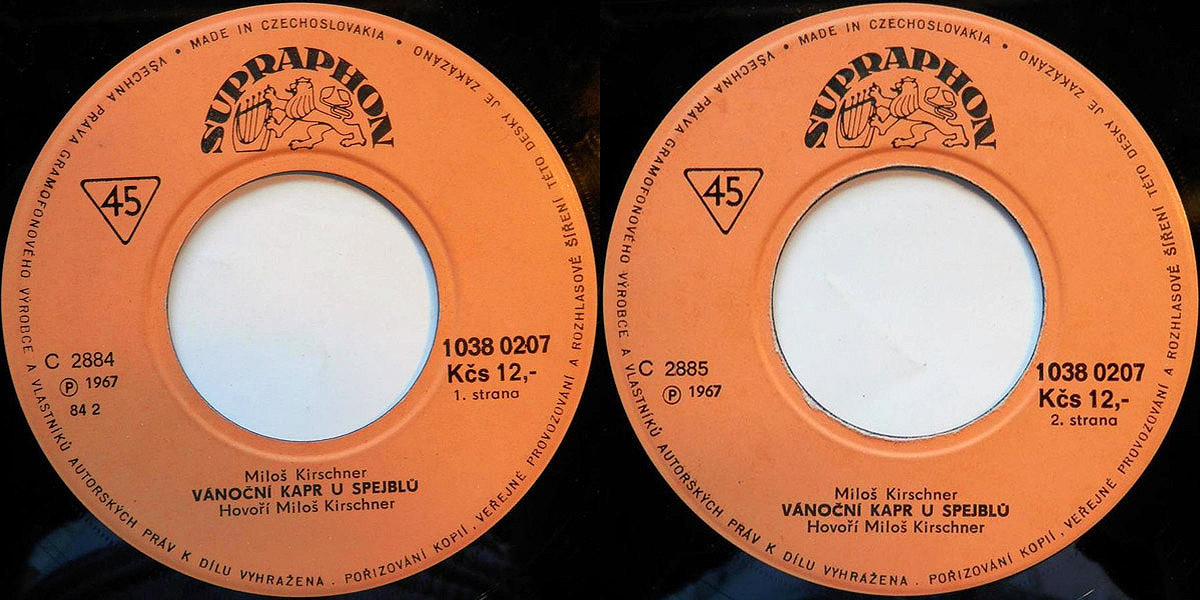 • MADE IN CZECHOSLOVAKIA •
VŠECHNA PRÁVA GRAMOFONOVÉHO VÝROBCE A VLASTNÍKŮ AUTORSKÝCH PRÁV K DÍLU VYHRAŽENA . POŘIZOVÁNÍ KOPIÍ , VEŘEJNÉ PROVOZOVÁNÍ A ROZHLASOVÉ ŠÍŘENÍ TÉTO DESKY JE ZAKÁZÁNO
SUPRAPHON
45
C 2884
Ⓟ 1967
84 2
1038 0207
Kčs 12,-
1. strana
Miloš Kirschner
VÁNOČNÍ KAPR U SPEJBLŮ
Hovoří Miloš Kirschner
• MADE IN CZECHOSLOVAKIA •
VŠECHNA PRÁVA GRAMOFONOVÉHO VÝROBCE A VLASTNÍKŮ AUTORSKÝCH PRÁV K DÍLU VYHRAŽENA . POŘIZOVÁNÍ KOPIÍ , VEŘEJNÉ PROVOZOVÁNÍ A ROZHLASOVÉ ŠÍŘENÍ TÉTO DESKY JE ZAKÁZÁNO
SUPRAPHON
45
C 2885
Ⓟ 1967
1038 0207
Kčs 12,-
2. strana
Miloš Kirschner
VÁNOČNÍ KAPR U SPEJBLŮ
Hovoří Miloš Kirschner